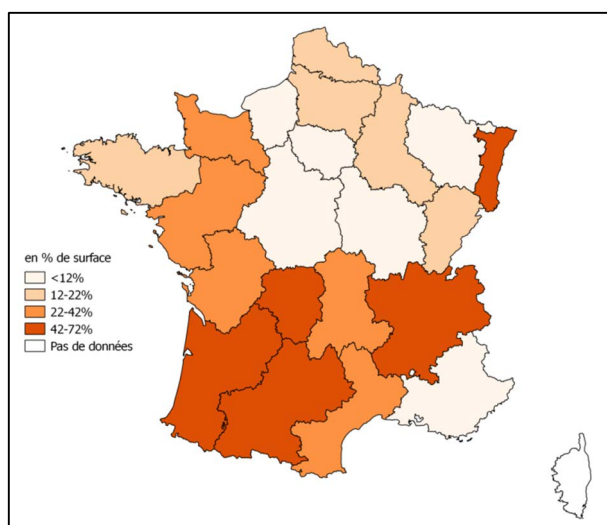 en % de surface
<12%
12-22%
22-42%
42-72%
Pas de données